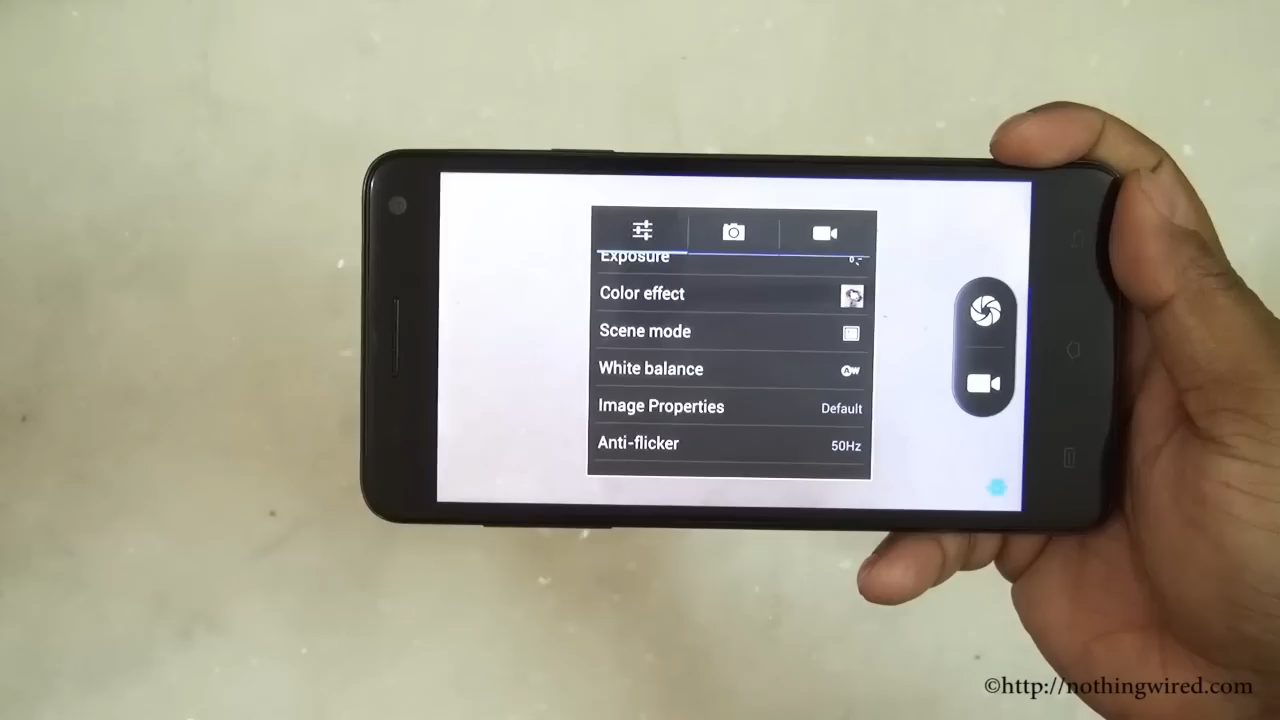 Exposure
Color effect
Scene mode
White balance
Image Properties Default
Anti-flicker 50Hz
©http://nothingwired.com